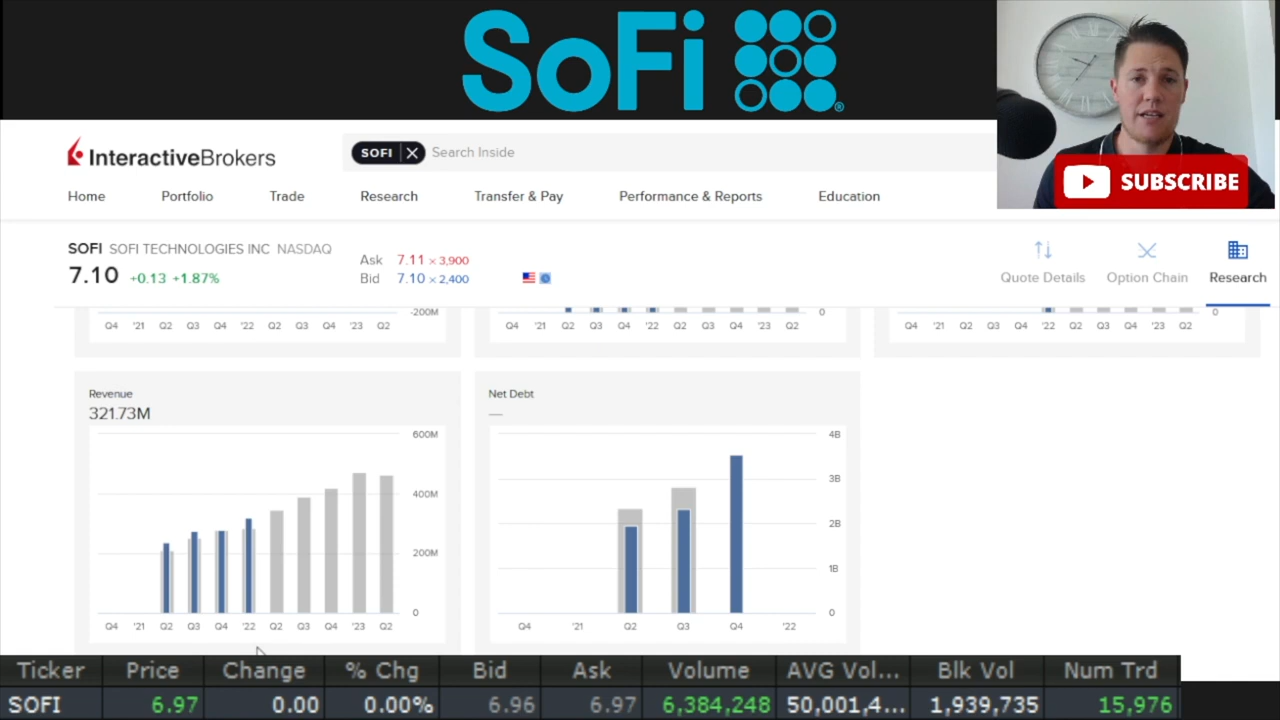 SoFi ®
InteractiveBrokers
SOFI X Search Inside
SUBSCRIBE
Home Portfolio Trade Research Transfer & Pay Performance & Reports Education
SOFI SOFI TECHNOLOGIES INC NASDAQ
7.10 +0.13 +1.87%
Ask 7.11 × 3,900
Bid 7.10 × 2,400
Quote Details Option Chain Research
-200M 0 0
Q4 '21 Q2 Q3 Q4 '22 Q2 Q3 Q4 '23 Q2
Q4 '21 Q2 Q3 Q4 '22 Q2 Q3 Q4 '23 Q2
Q4 '21 Q2 Q3 Q4 '22 Q2 Q3 Q4 '23 Q2
Revenue
321.73M
600M
400M
200M
0
Q4 '21 Q2 Q3 Q4 '22 Q2 Q3 Q4 '23 Q2
Net Debt
—
4B
3B
2B
1B
0
Q4 '21 Q2 Q3 Q4 '22
Ticker Price Change % Chg Bid Ask Volume AVG Vol... Blk Vol Num Trd
SOFI 6.97 0.00 0.00% 6.96 6.97 6,384,248 50,001,4... 1,939,735 15,976